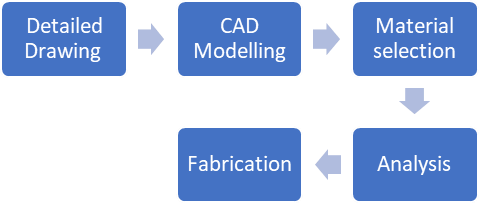 Detailed
Drawing
CAD
Modelling
Material
selection
Analysis
Fabrication